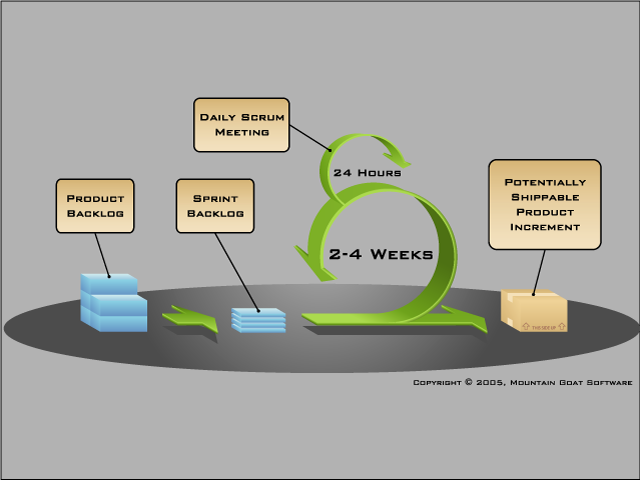 Daily Scrum
Meeting
24 Hours
Product
Backlog
Sprint
Backlog
Potentially
Shippable
Product
Increment
2-4 Weeks
THIS SIDE UP
Copyright © 2005, Mountain Goat Software